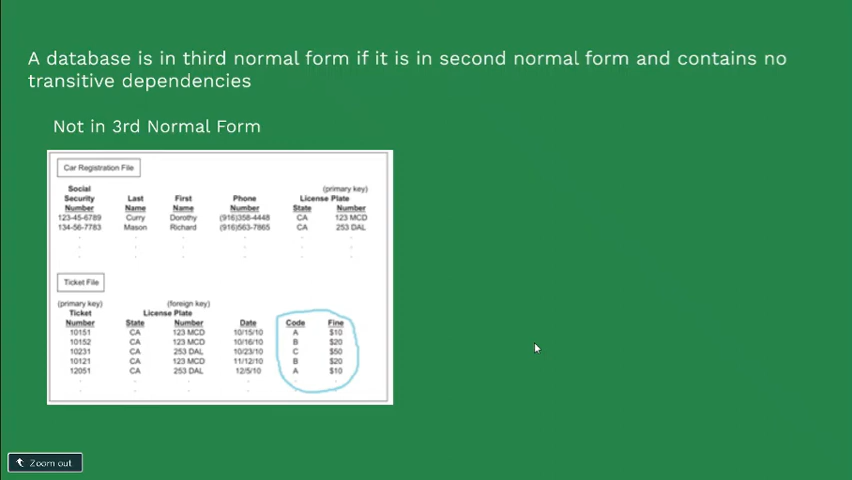 A database is in third normal form if it is in second normal form and contains no
transitive dependencies
Not in 3rd Normal Form
Car Registration File
(primary key)
Social Security Number Last Name First Name Phone Number License Plate State Number
123-45-6789 Curry Dorothy (916)358-4448 CA 123 MCD
134-56-7783 Mason Richard (916)563-7865 CA 253 DAL
Ticket File
(primary key) (foreign key)
Ticket License Plate
Number State Number Date Code Fine
10151 CA 123 MCD 10/15/10 A $10
10152 CA 123 MCD 10/16/10 B $20
10231 CA 253 DAL 10/23/10 C $50
10121 CA 123 MCD 11/12/10 B $20
12051 CA 253 DAL 12/5/10 A $10
Zoom out